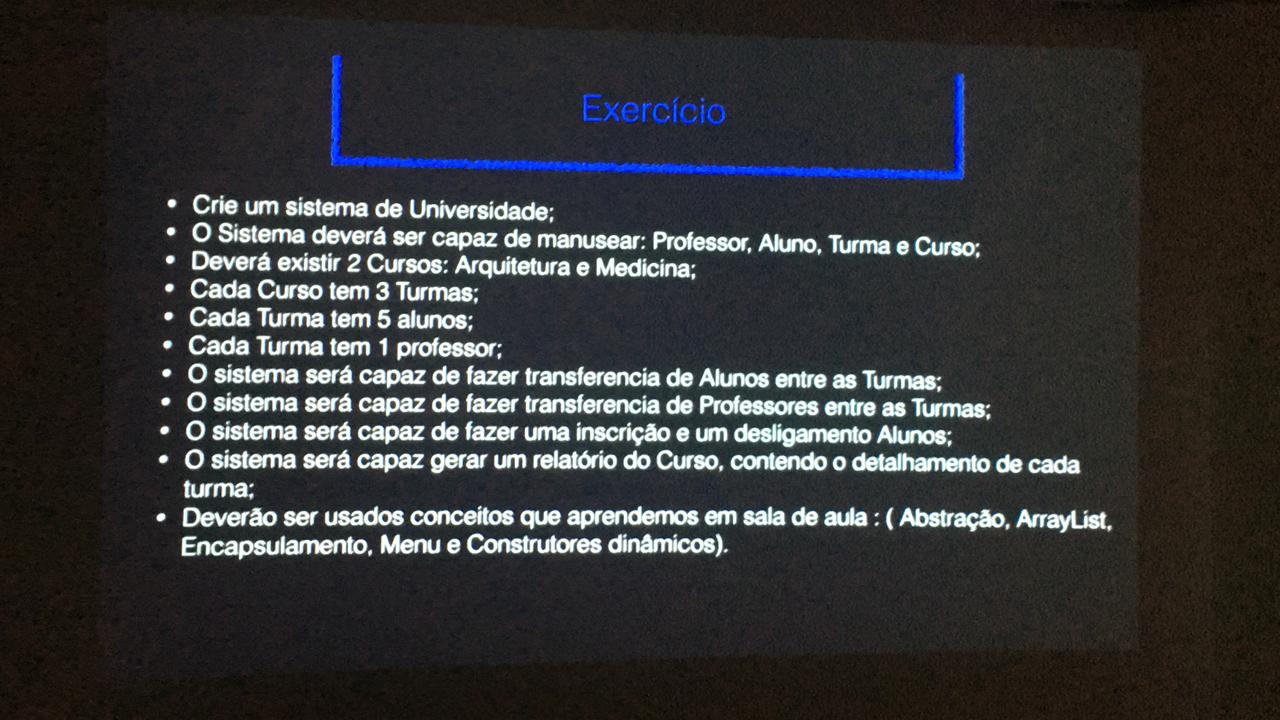 Exercício
• Crie um sistema de Universidade;
• O Sistema deverá ser capaz de manusear: Professor, Aluno, Turma e Curso;
• Deverá existir 2 Cursos: Arquitetura e Medicina;
• Cada Curso tem 3 Turmas;
• Cada Turma tem 5 alunos;
• Cada Turma tem 1 professor;
• O sistema será capaz de fazer transferencia de Alunos entre as Turmas;
• O sistema será capaz de fazer transferencia de Professores entre as Turmas;
• O sistema será capaz de fazer uma inscrição e um desligamento Alunos;
• O sistema será capaz gerar um relatório do Curso, contendo o detalhamento de cada
turma;
• Deverão ser usados conceitos que aprendemos em sala de aula : ( Abstração, ArrayList,
Encapsulamento, Menu e Construtores dinâmicos).